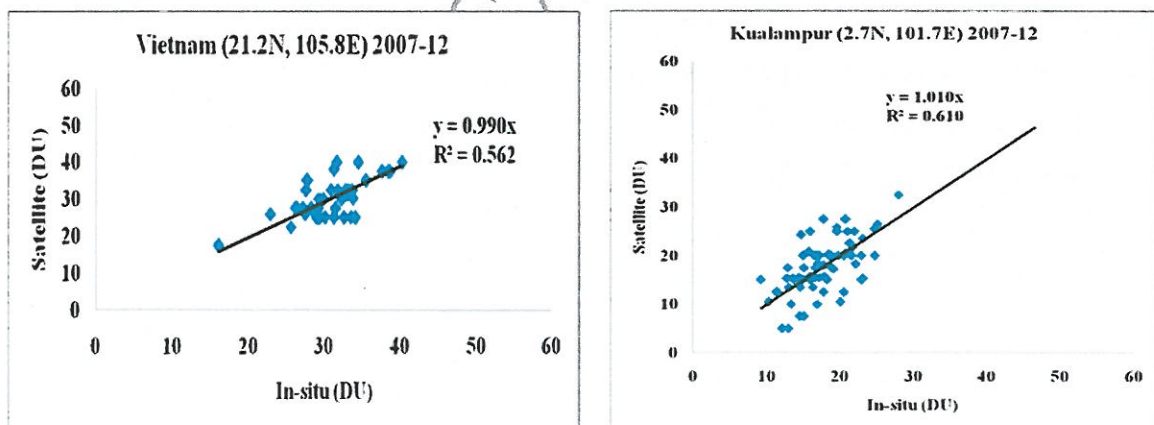 Vietnam (21.2N, 105.8E) 2007-12
60
50
40
30
20
10
0
Satellite (DU)
y = 0.990x
R² = 0.562
0 10 20 30 40 50 60
In-situ (DU)
Kualampur (2.7N, 101.7E) 2007-12
60
50
40
30
20
10
0
Satellite (DU)
y = 1.010x
R² = 0.610
0 10 20 30 40 50 60
In-situ (DU)